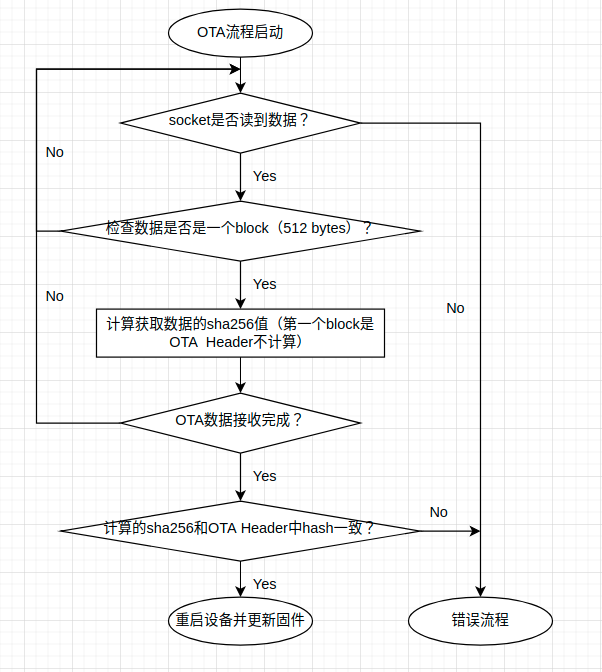 OTA流程启动
socket是否读到数据？
No
Yes
检查数据是否是一个block（512 bytes）？
Yes
No
No
计算获取数据的sha256值（第一个block是
OTA Header不计算）
OTA数据接收完成？
Yes
No
计算的sha256和OTA Header中hash一致？
Yes
重启设备并更新固件
错误流程